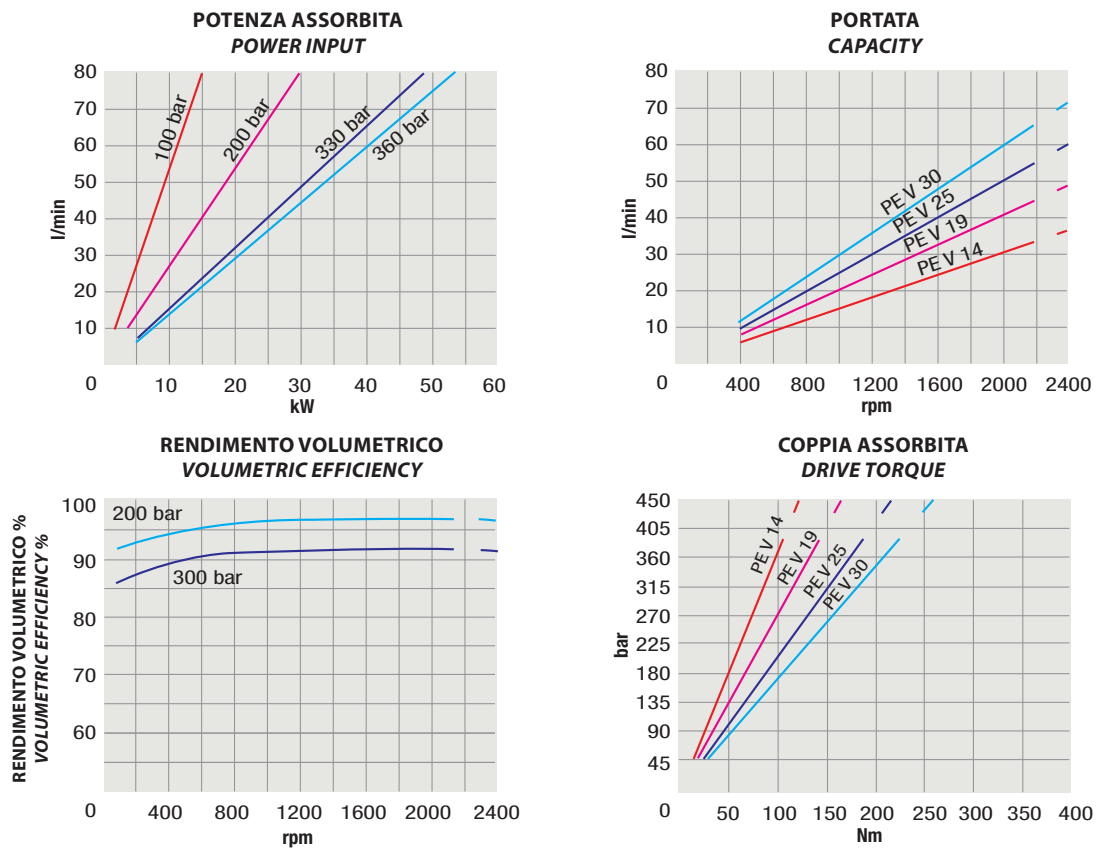 POTENZA ASSORBITA
POWER INPUT
80
70
60
50
40
30
20
10
0
l/min
100 bar
200 bar
330 bar
360 bar
10 20 30 40 50 60
kW
PORTATA
CAPACITY
80
70
60
50
40
30
20
10
0
l/min
PE V 30
PE V 25
PE V 19
PE V 14
400 800 1200 1600 2000 2400
rpm
RENDIMENTO VOLUMETRICO
VOLUMETRIC EFFICIENCY
RENDIMENTO VOLUMETRICO %
VOLUMETRIC EFFICIENCY %
100
90
80
70
60
0
200 bar
300 bar
400 800 1200 1600 2000 2400
rpm
COPPIA ASSORBITA
DRIVE TORQUE
450
405
360
315
270
225
180
135
90
45
0
bar
PE V 14
PE V 19
PE V 25
PE V 30
50 100 150 200 250 300 350 400
Nm